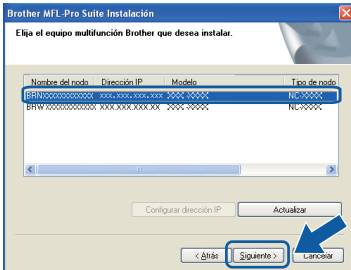 Brother MFL-Pro Suite Instalación
Elija el equipo multifunción Brother que desea instalar.
Nombre del nodo Dirección IP Modelo Tipo de nodo
BRNXXXXXXXXXXXX xxx.xxx.xxx.xxx XXX-XXXX NC-XXXX
BRWXXXXXXXXXXXX XXX.XXX.XXX.XX XXX-XXXX NC-XXXX
Configurar dirección IP Actualizar
< Atrás Siguiente > Cancelar